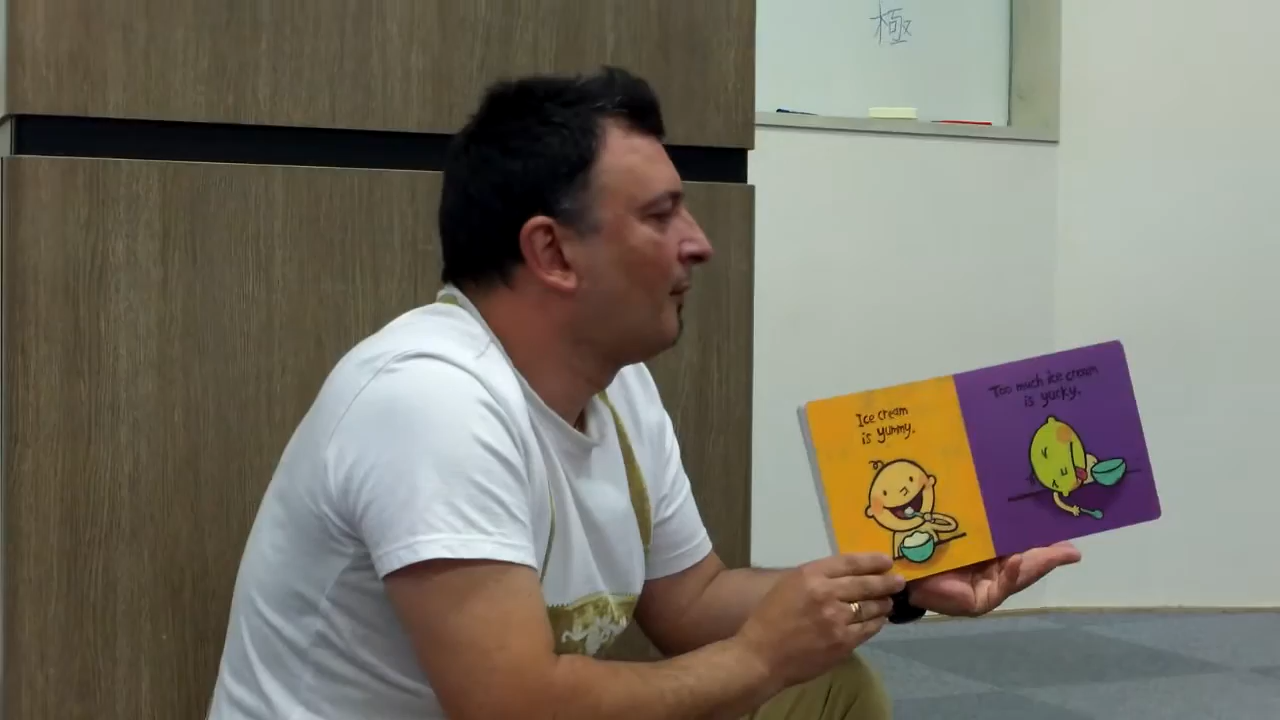 極
Ice cream
is yummy.
Too much ice cream
is yucky.